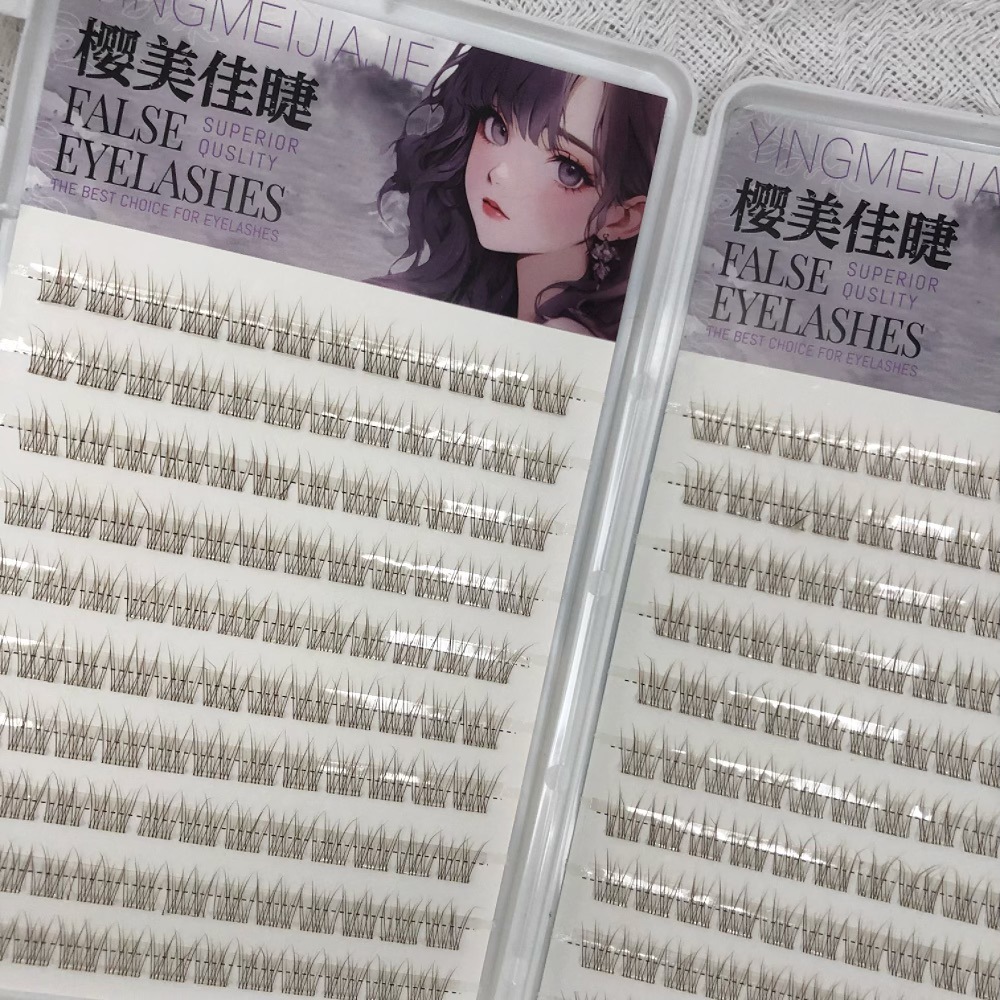 YINGMEIJIAJIE
樱美佳睫
FALSE
EYELASHES
SUPERIOR
QUSLITY
THE BEST CHOICE FOR EYELASHES
YINGMEIJIA
樱美佳睫
FALSE
EYELASHES
SUPERIOR
QUSLITY
THE BEST CHOICE FOR EYELASHES